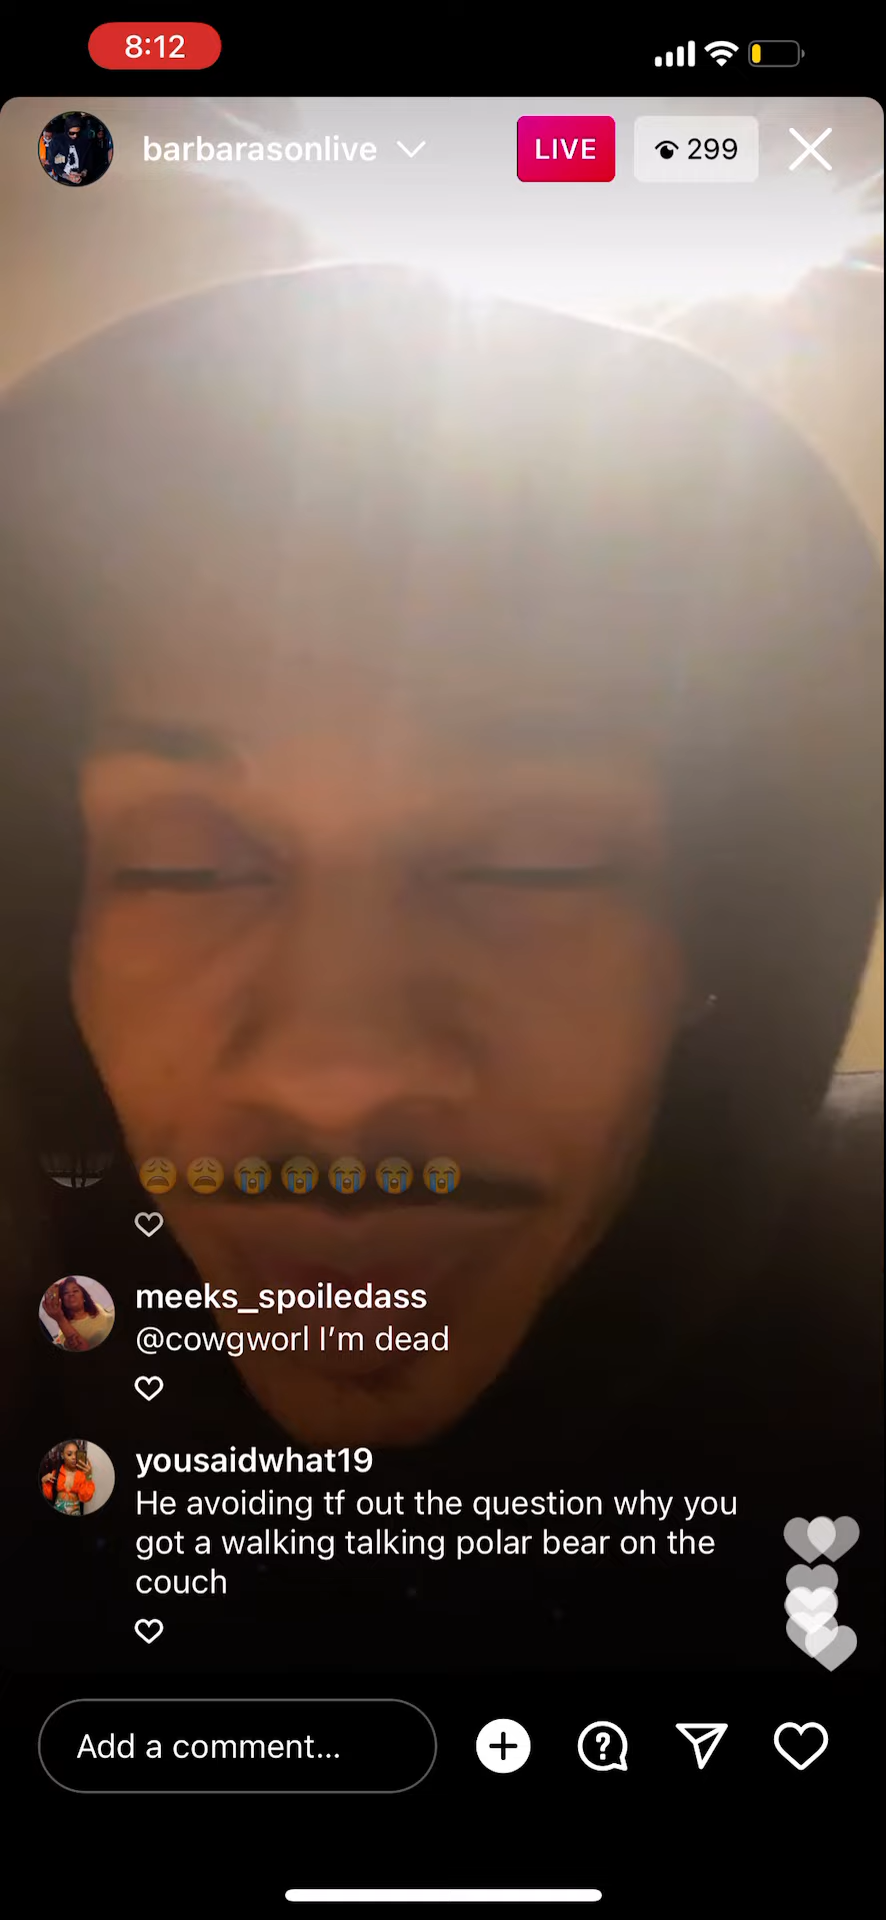 8:12
barbarasonlive
LIVE
299
😩😩😭😭😭😭😭
meeks_spoiledass
@cowgworl I’m dead
yousaidwhat19
He avoiding tf out the question why you
got a walking talking polar bear on the
couch
Add a comment...